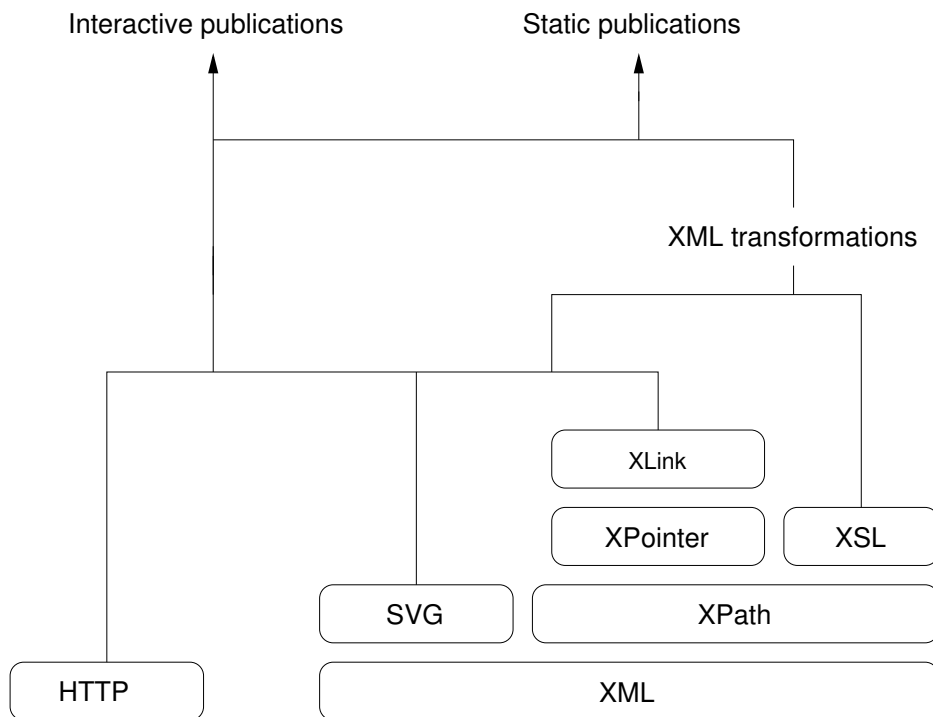 Interactive publications
Static publications
XML transformations
XLink
XPointer
XSL
SVG
XPath
HTTP
XML